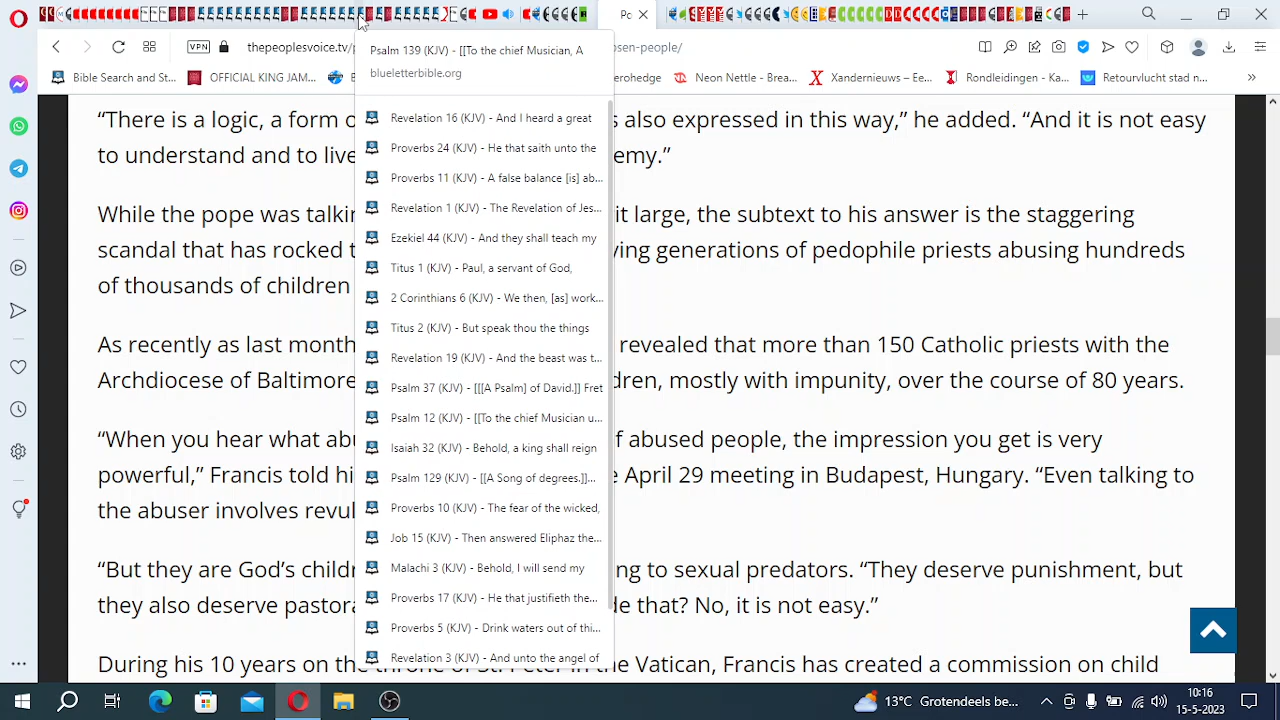 Po
VPN
thepeoplesvoice.tv/p
osen-people/
Bible Search and St
OFFICIAL KING JAM...
B
erohedge
Neon Nettle - Brea...
Xandernieuws – Ee...
Rondleidingen - Ka...
Retourvlucht stad n...
Psalm 139 (KJV) - [[To the chief Musician, A
blueletterbible.org
Revelation 16 (KJV) - And I heard a great
Proverbs 24 (KJV) - He that saith unto the
Proverbs 11 (KJV) - A false balance [is] ab...
Revelation 1 (KJV) - The Revelation of Jes...
Ezekiel 44 (KJV) - And they shall teach my
Titus 1 (KJV) - Paul, a servant of God,
2 Corinthians 6 (KJV) - We then, [as] work...
Titus 2 (KJV) - But speak thou the things
Revelation 19 (KJV) - And the beast was t...
Psalm 37 (KJV) - [[[A Psalm] of David.]] Fret
Psalm 12 (KJV) - [[To the chief Musician u...
Isaiah 32 (KJV) - Behold, a king shall reign
Psalm 129 (KJV) - [[A Song of degrees.]]...
Proverbs 10 (KJV) - The fear of the wicked,
Job 15 (KJV) - Then answered Eliphaz the...
Malachi 3 (KJV) - Behold, I will send my
Proverbs 17 (KJV) - He that justifieth the...
Proverbs 5 (KJV) - Drink waters out of thi...
Revelation 3 (KJV) - And unto the angel of
“There is a logic, a form o s also expressed in this way,” he added. “And it is not easy
to understand and to live emy.”
While the pope was talkin it large, the subtext to his answer is the staggering
scandal that has rocked t ying generations of pedophile priests abusing hundreds
of thousands of children
As recently as last month revealed that more than 150 Catholic priests with the
Archdiocese of Baltimore dren, mostly with impunity, over the course of 80 years.
“When you hear what abu f abused people, the impression you get is very
powerful,” Francis told hi e April 29 meeting in Budapest, Hungary. “Even talking to
the abuser involves revul
“But they are God’s childr ng to sexual predators. “They deserve punishment, but
they also deserve pastora de that? No, it is not easy.”
During his 10 years on the throne of St. Peter in the Vatican, Francis has created a commission on child
13°C Grotendeels be...
10:16
15-5-2023